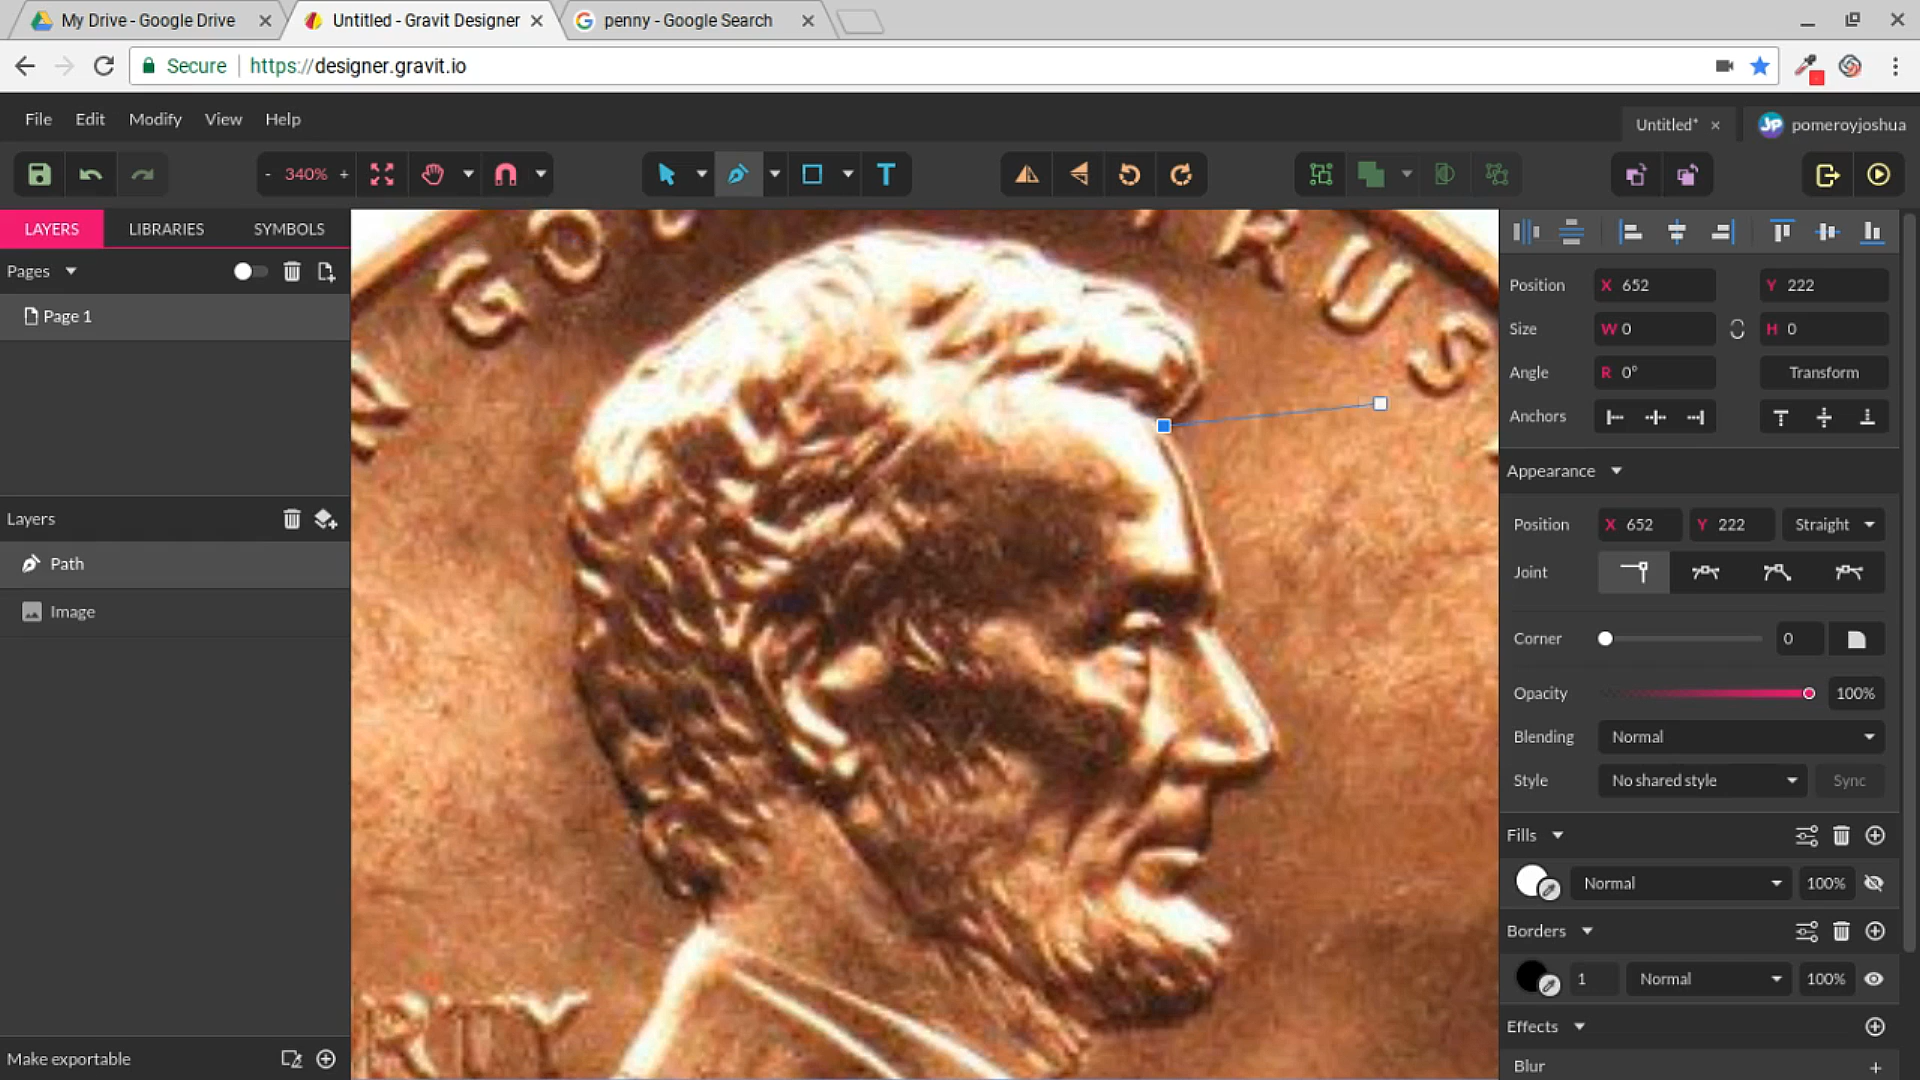 My Drive - Google Drive
Untitled - Gravit Designer
penny - Google Search
Secure
https://designer.gravit.io
File Edit Modify View Help
Untitled*
JP pomeroyjoshua
- 340% +
T
LAYERS LIBRARIES SYMBOLS
Pages
Page 1
Layers
Path
Image
Make exportable
N GO TRUS
RTY
Position X 652 Y 222
Size W 0 H 0
Angle R 0° Transform
Anchors
Appearance
Position X 652 Y 222 Straight
Joint
Corner 0
Opacity 100%
Blending Normal
Style No shared style Sync
Fills
Normal 100%
Borders
1 Normal 100%
Effects
Blur